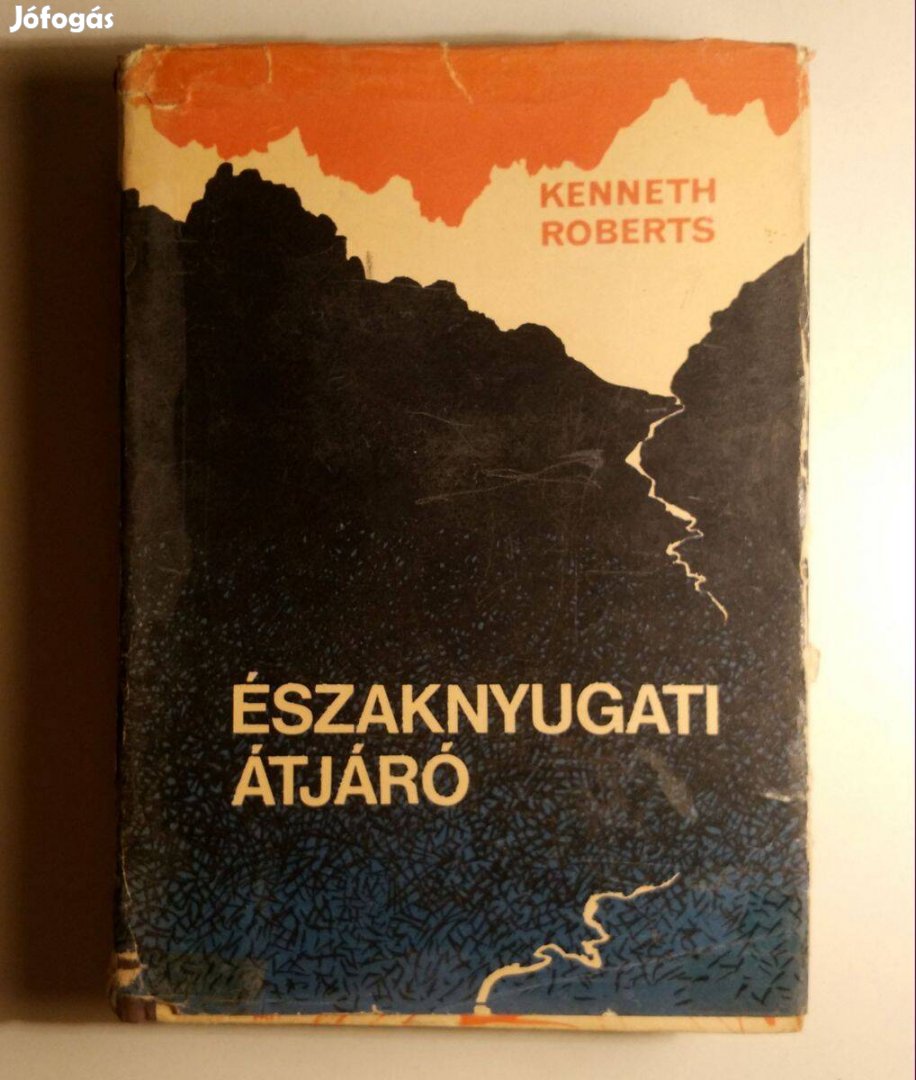 Jófogás
KENNETH
ROBERTS
ÉSZAKNYUGATI
ÁTJÁRÓ